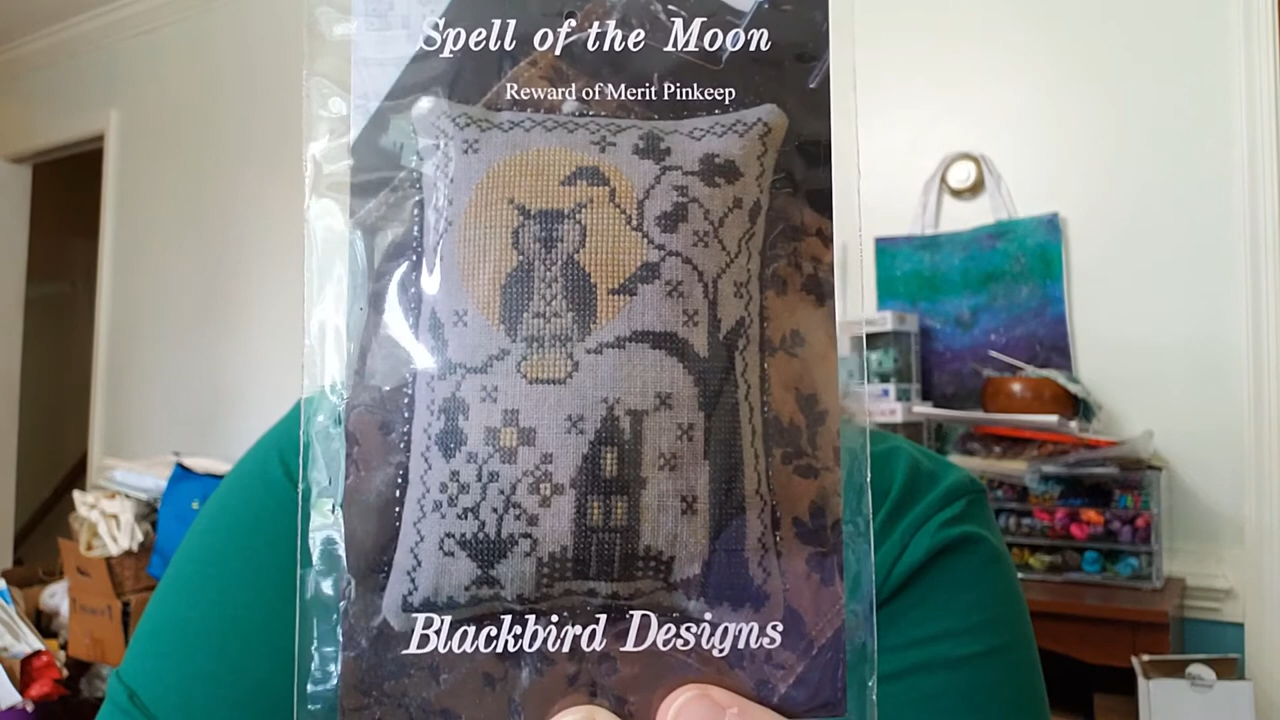 Spell of the Moon
Reward of Merit Pinkeep
Blackbird Designs